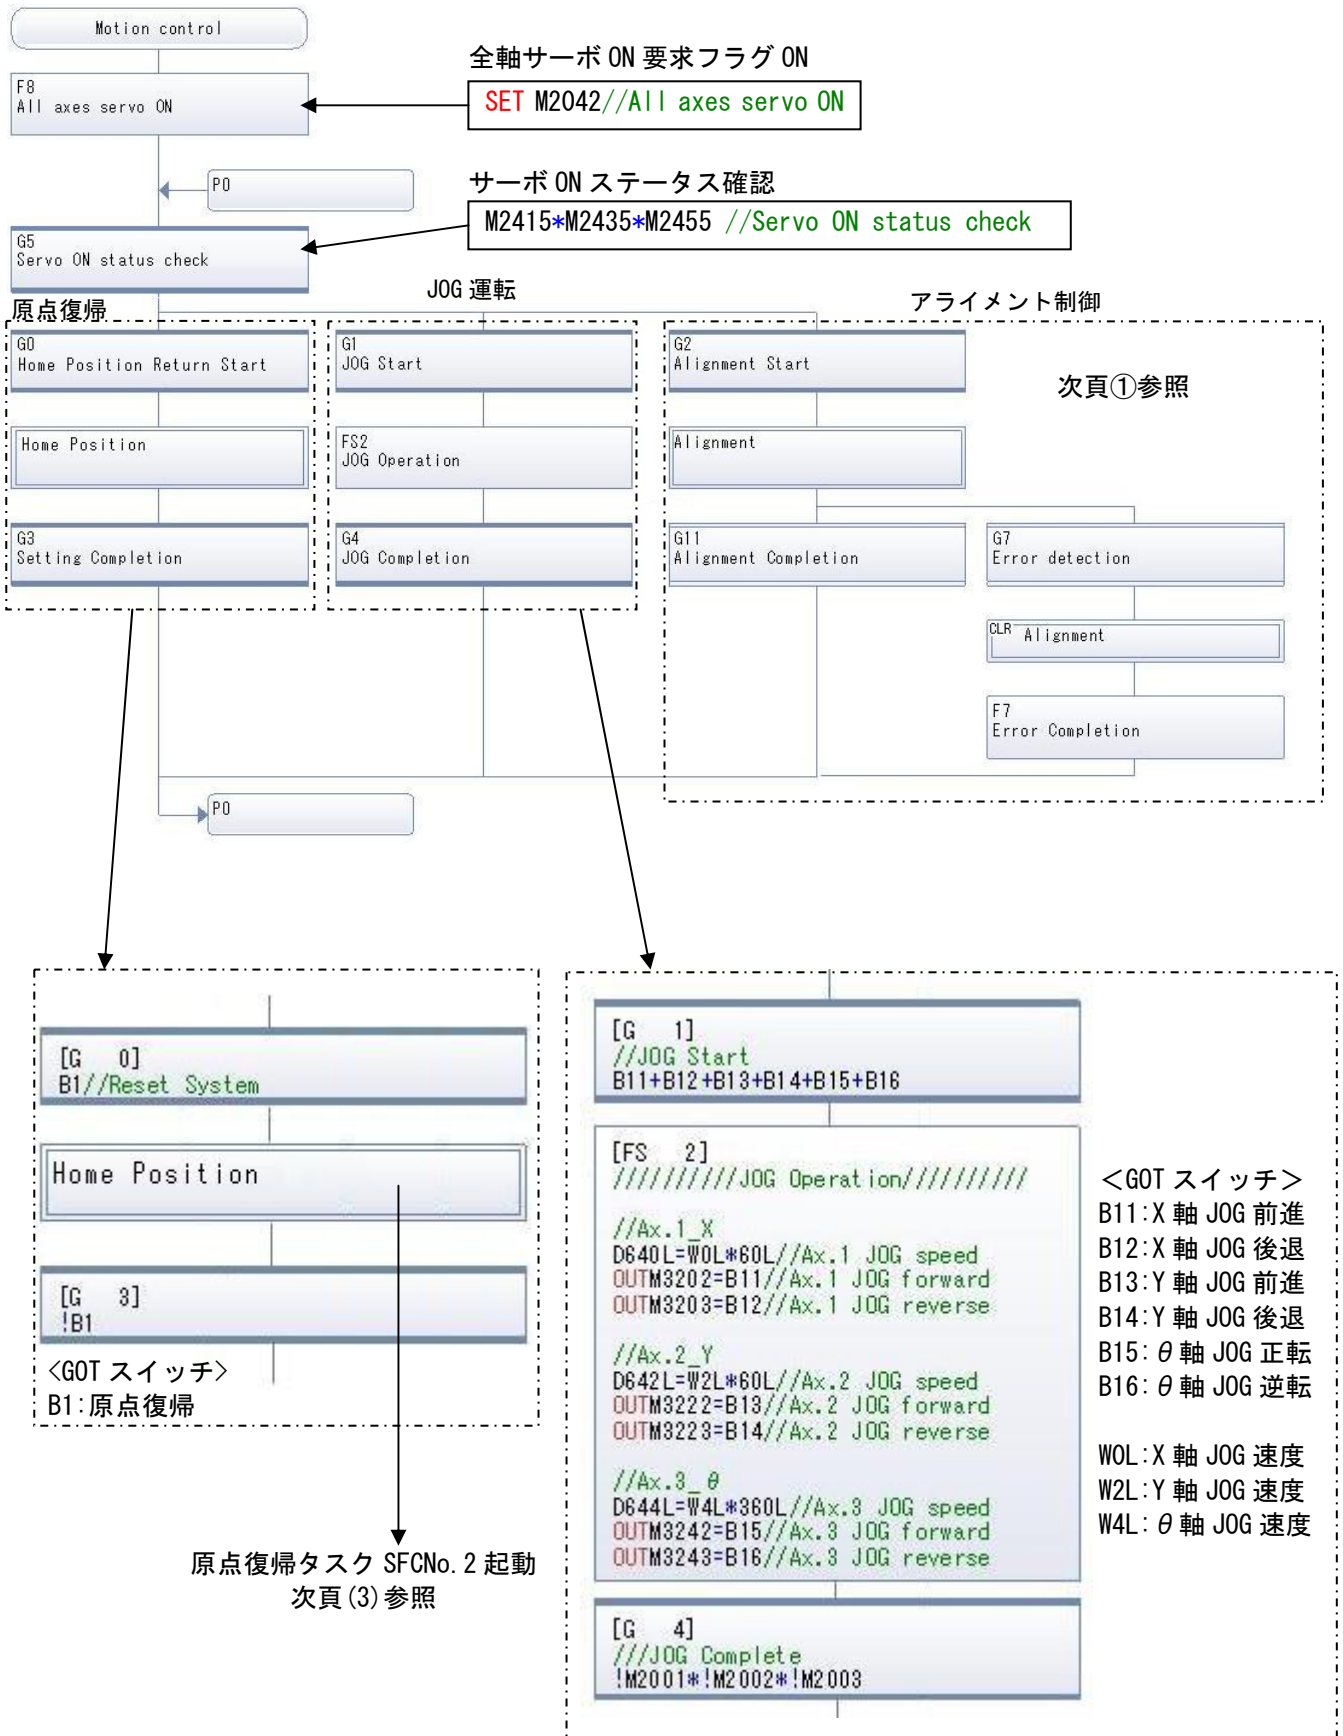 Motion control
全軸サーボ ON 要求フラグ ON
F8
All axes servo ON
SET M2042//All axes servo ON
P0
サーボ ON ステータス確認
M2415*M2435*M2455 //Servo ON status check
G5
Servo ON status check
原点復帰
JOG 運転
アライメント制御
G0
Home Position Return Start
Home Position
G3
Setting Completion
G1
JOG Start
FS2
JOG Operation
G4
JOG Completion
G2
Alignment Start
次頁①参照
Alignment
G11
Alignment Completion
G7
Error detection
CLR Alignment
F7
Error Completion
P0
[G 0]
B1//Reset System
Home Position
[G 3]
!B1
<GOT スイッチ>
B1:原点復帰
原点復帰タスク SFCNo.2 起動
次頁(3)参照
[G 1]
//JOG Start
B11+B12+B13+B14+B15+B16
[FS 2]
//////////JOG Operation//////////
//Ax.1_X
D640L=W0L*60L//Ax.1 JOG speed
OUTM3202=B11//Ax.1 JOG forward
OUTM3203=B12//Ax.1 JOG reverse
//Ax.2_Y
D642L=W2L*60L//Ax.2 JOG speed
OUTM3222=B13//Ax.2 JOG forward
OUTM3223=B14//Ax.2 JOG reverse
//Ax.3_θ
D644L=W4L*360L//Ax.3 JOG speed
OUTM3242=B15//Ax.3 JOG forward
OUTM3243=B16//Ax.3 JOG reverse
[G 4]
///JOG Complete
!M2001*!M2002*!M2003
＜GOT スイッチ＞
B11:X 軸 JOG 前進
B12:X 軸 JOG 後退
B13:Y 軸 JOG 前進
B14:Y 軸 JOG 後退
B15:θ軸 JOG 正転
B16:θ軸 JOG 逆転
W0L:X 軸 JOG 速度
W2L:Y 軸 JOG 速度
W4L:θ軸 JOG 速度